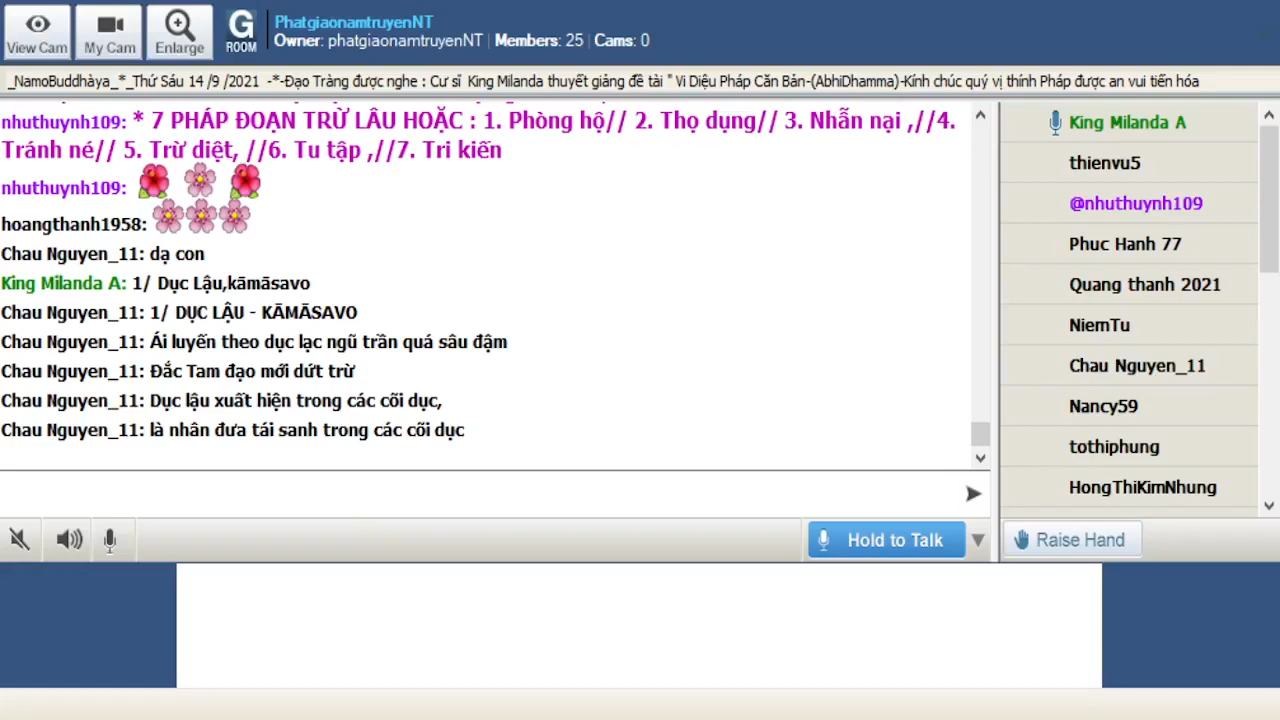 View Cam
My Cam
Enlarge
G
ROOM
PhatgiaonamtruyenNT
Owner: phatgiaonamtruyenNT | Members: 25 | Cams: 0
_NamoBuddhàya_*_Thứ Sáu 14 /9 /2021 -*-Đạo Tràng được nghe : Cư sĩ King Milanda thuyết giảng đề tài " Vi Diệu Pháp Căn Bản-(AbhiDhamma)-Kính chúc quý vị thính Pháp được an vui tiến hóa
nhuthuynh109: * 7 PHÁP ĐOẠN TRỪ LÂU HOẶC : 1. Phòng hộ// 2. Thọ dụng// 3. Nhẫn nại ,//4.
Tránh né// 5. Trừ diệt, //6. Tu tập ,//7. Tri kiến
nhuthuynh109:
hoangthanh1958:
Chau Nguyen_11: dạ con
King Milanda A: 1/ Dục Lậu,kāmāsavo
Chau Nguyen_11: 1/ DỤC LẬU - KĀMĀSAVO
Chau Nguyen_11: Ái luyến theo dục lạc ngũ trần quá sâu đậm
Chau Nguyen_11: Đắc Tam đạo mới dứt trừ
Chau Nguyen_11: Dục lậu xuất hiện trong các cõi dục,
Chau Nguyen_11: là nhân đưa tái sanh trong các cõi dục
King Milanda A
thienvu5
@nhuthuynh109
Phuc Hanh 77
Quang thanh 2021
NiemTu
Chau Nguyen_11
Nancy59
tothiphung
HongThiKimNhung
Hold to Talk
Raise Hand